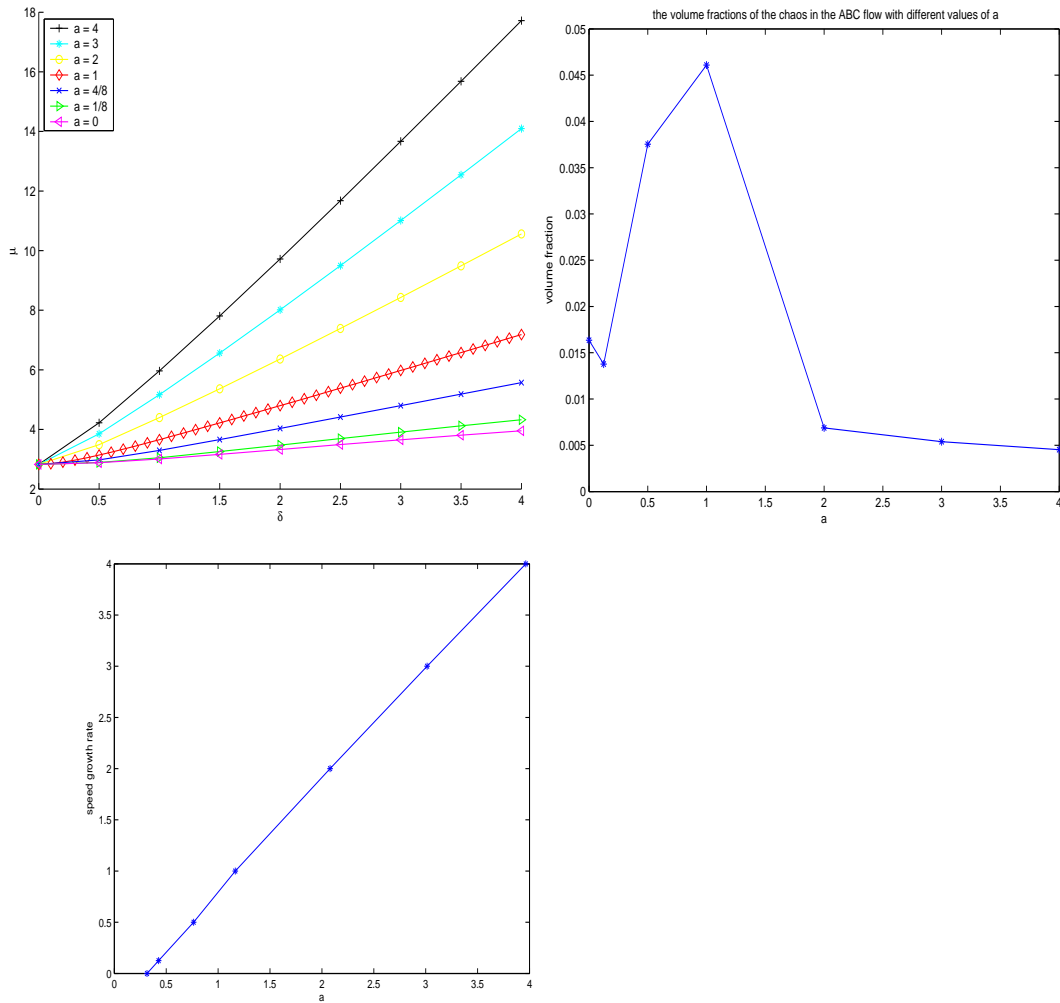 18
16
14
12
10
8
6
4
2
μ
a = 4
a = 3
a = 2
a = 1
a = 4/8
a = 1/8
a = 0
0 0.5 1 1.5 2 2.5 3 3.5 4
δ
the volume fractions of the chaos in the ABC flow with different values of a
0.05
0.045
0.04
0.035
0.03
0.025
0.02
0.015
0.01
0.005
0
volume fraction
0 0.5 1 1.5 2 2.5 3 3.5 4
a
4
3.5
3
2.5
2
1.5
1
0.5
0
speed growth rate
0 0.5 1 1.5 2 2.5 3 3.5 4
a